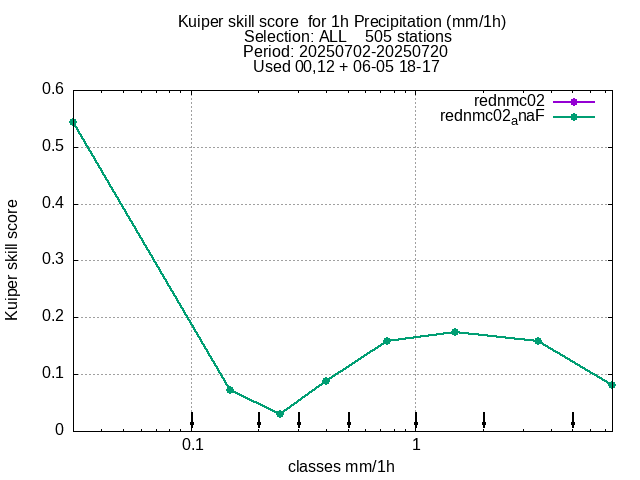 Kuiper skill score  for 1h Precipitation (mm/1h)
Selection: ALL    505 stations
Period: 20250702-20250720
Used 00,12 + 06-05 18-17
rednmc02
rednmc02anaF
0.6
0.5
0.4
0.3
0.2
0.1
0
Kuiper skill score
0.1 1
classes mm/1h